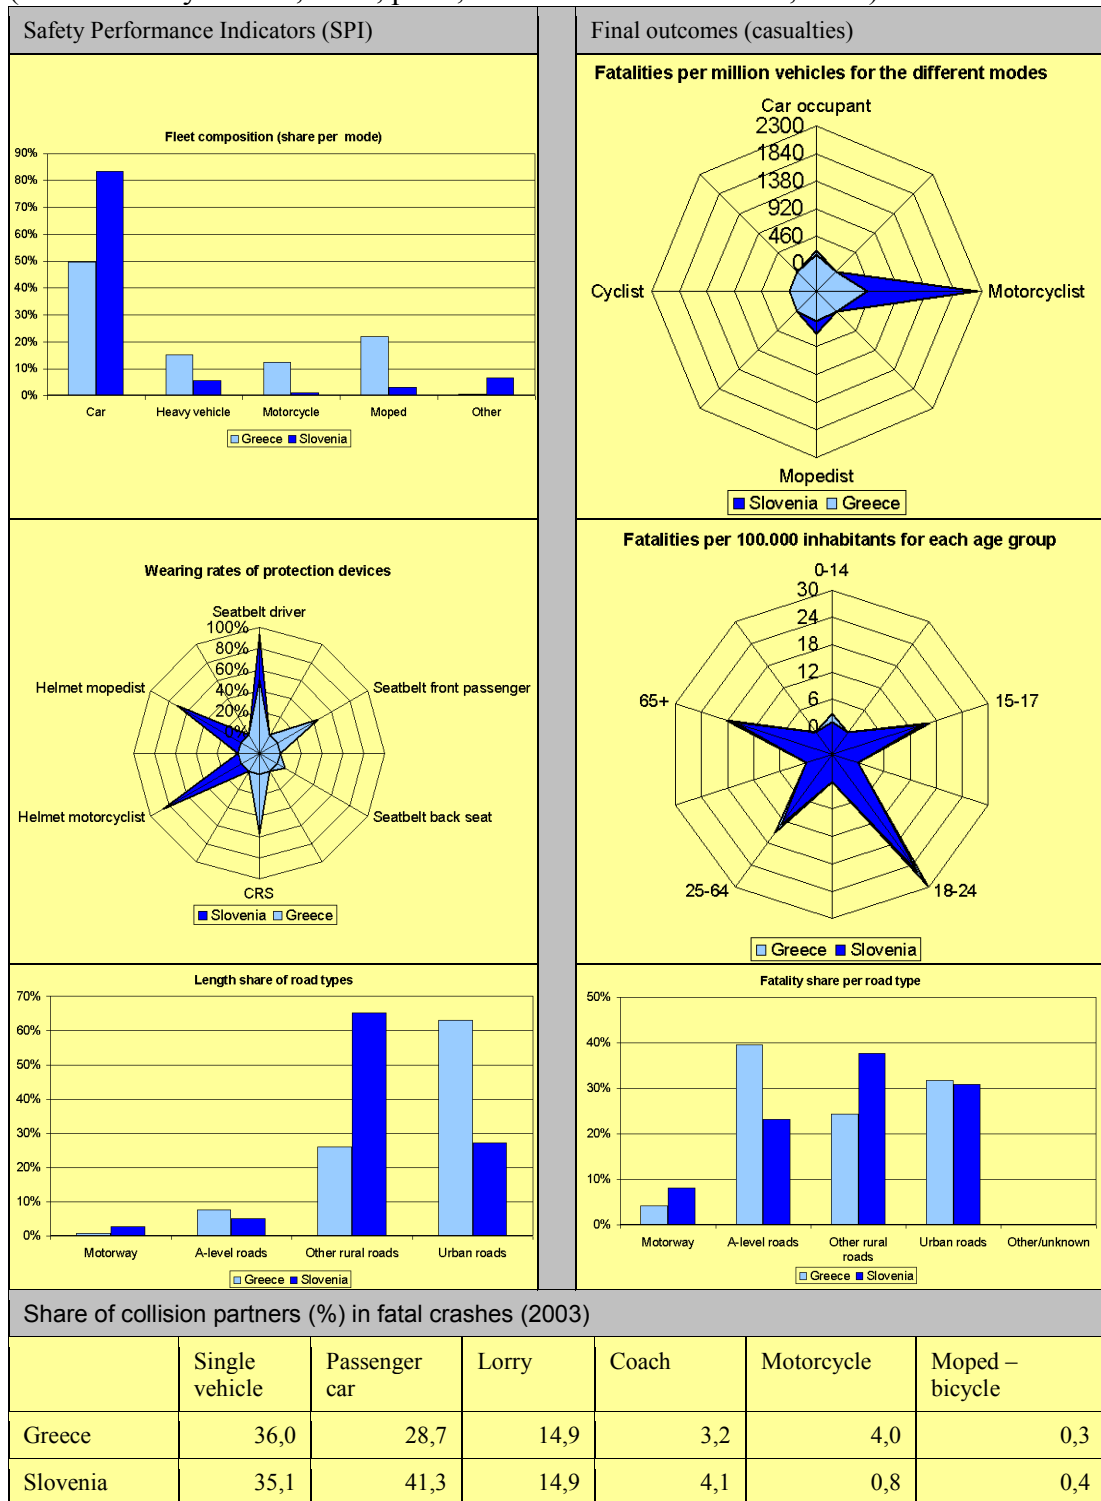 Safety Performance Indicators (SPI)
Final outcomes (casualties)
Fleet composition (share per mode)
90%
80%
70%
60%
50%
40%
30%
20%
10%
0%
Car
Heavy vehicle
Motorcycle
Moped
Other
Greece
Slovenia
Fatalities per million vehicles for the different modes
Car occupant
2300
1840
1380
920
460
0
Cyclist
Motorcyclist
Mopedist
Slovenia
Greece
Wearing rates of protection devices
Seatbelt driver
100%
80%
60%
40%
20%
0%
Helmet mopedist
Seatbelt front passenger
Helmet motorcyclist
Seatbelt back seat
CRS
Slovenia
Greece
Fatalities per 100.000 inhabitants for each age group
0-14
30
24
18
12
6
0
65+
15-17
25-64
18-24
Greece
Slovenia
Length share of road types
70%
60%
50%
40%
30%
20%
10%
0%
Motorway
A-level roads
Other rural roads
Urban roads
Greece
Slovenia
Fatality share per road type
50%
40%
30%
20%
10%
0%
Motorway
A-level roads
Other rural
roads
Urban roads
Other/unknown
Greece
Slovenia
Share of collision partners (%) in fatal crashes (2003)
Single
vehicle
Passenger
car
Lorry
Coach
Motorcycle
Moped –
bicycle
Greece 36,0 28,7 14,9 3,2 4,0 0,3
Slovenia 35,1 41,3 14,9 4,1 0,8 0,4